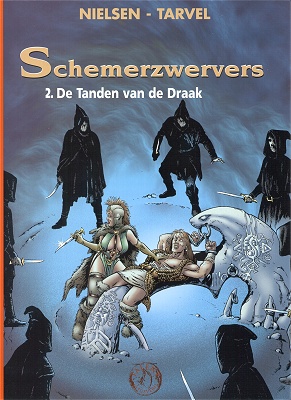 NIELSEN - TARVEL
Schemerzwervers
2. De Tanden van de Draak